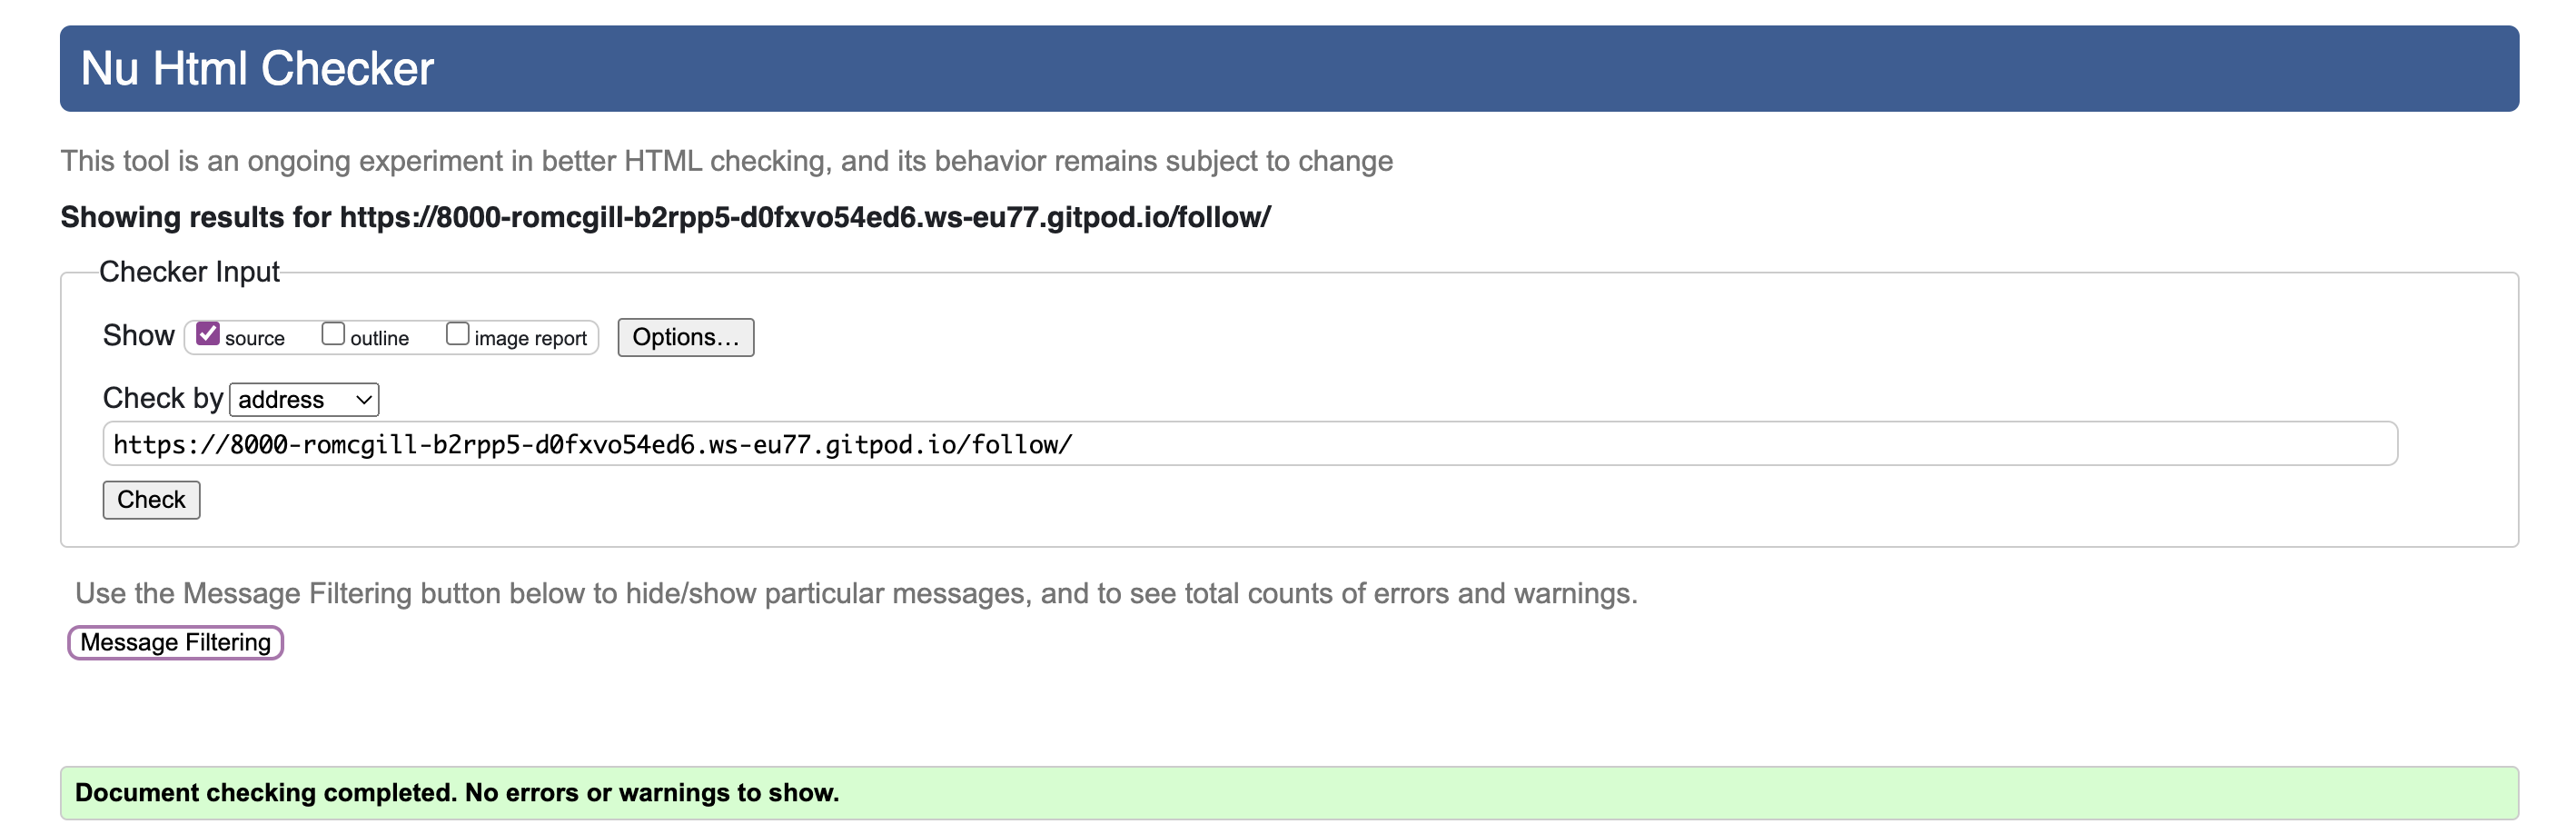 Nu Html Checker
This tool is an ongoing experiment in better HTML checking, and its behavior remains subject to change
Showing results for https://8000-romcgill-b2rpp5-d0fxvo54ed6.ws-eu77.gitpod.io/follow/
Checker Input
Show source outline image report Options...
Check by address
https://8000-romcgill-b2rpp5-d0fxvo54ed6.ws-eu77.gitpod.io/follow/
Check
Use the Message Filtering button below to hide/show particular messages, and to see total counts of errors and warnings.
Message Filtering
Document checking completed. No errors or warnings to show.